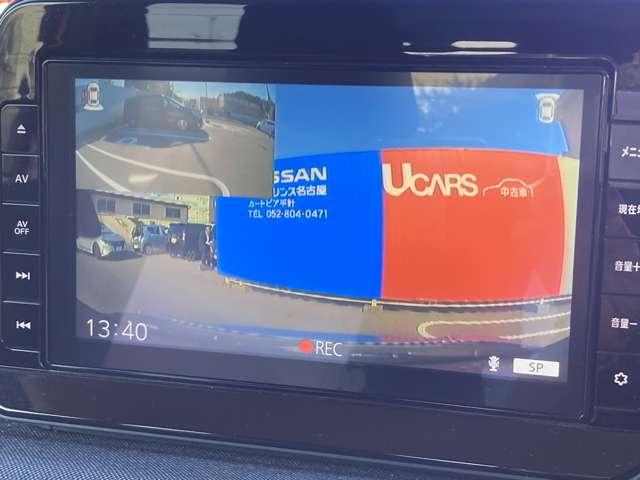 SSAN
リンス名古屋
カートピア平針
TEL 052-804-0471
UCARS
中古車
13:40
REC
SP
AV
AV
OFF
メニ
現在
音量+
音量-